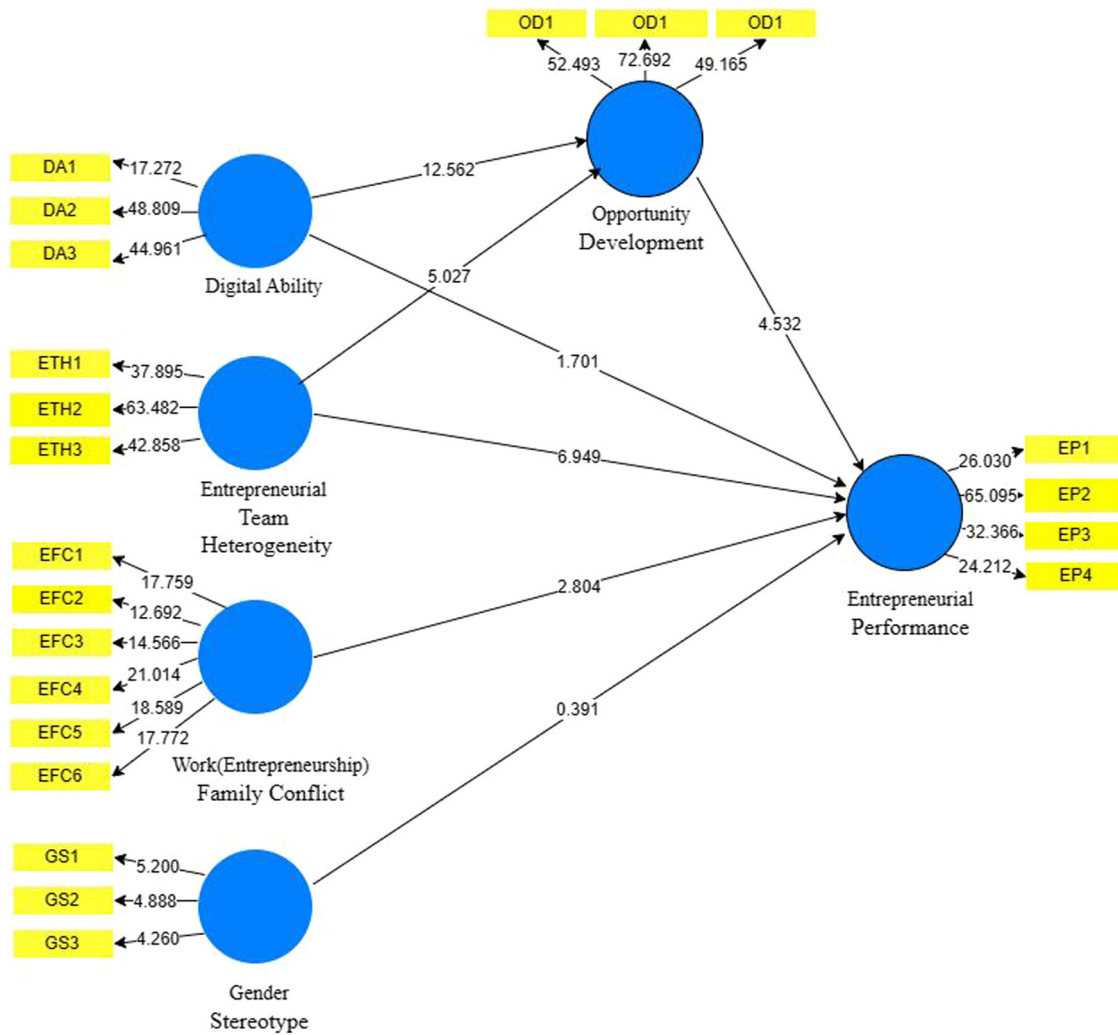 OD1 OD1 OD1
52.493 72.692 49.165
DA1 17.272
DA2 48.809
DA3 44.961
Digital Ability
12.562
Opportunity
Development
5.027
4.532
1.701
ETH1 37.895
ETH2 63.482
ETH3 42.858
Entrepreneurial
Team
Heterogeneity
6.949
26.030 EP1
65.095 EP2
32.366 EP3
24.212 EP4
Entrepreneurial
Performance
EFC1 17.759
EFC2 12.692
EFC3 14.566
EFC4 21.014
EFC5 18.589
EFC6 17.772
Work(Entrepreneurship)
Family Conflict
2.804
0.391
GS1 5.200
GS2 4.888
GS3 4.260
Gender
Stereotype